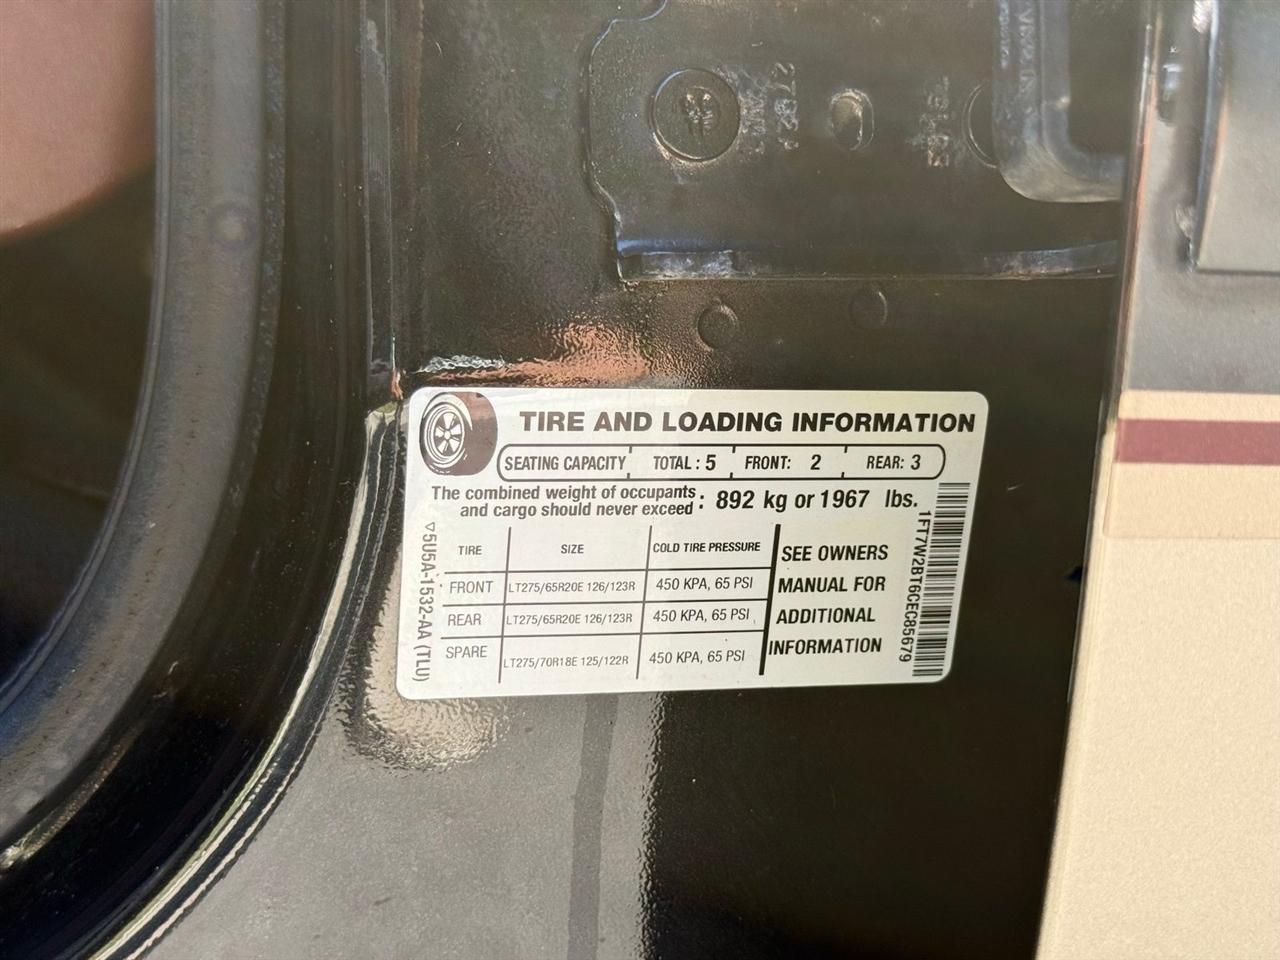 TIRE AND LOADING INFORMATION
SEATING CAPACITY TOTAL: 5 FRONT: 2 REAR: 3
The combined weight of occupants
and cargo should never exceed : 892 kg or 1967 lbs.
TIRE SIZE COLD TIRE PRESSURE
FRONT LT275/65R20E 126/123R 450 KPA, 65 PSI
REAR LT275/65R20E 126/123R 450 KPA, 65 PSI
SPARE LT275/70R18E 125/122R 450 KPA, 65 PSI
SEE OWNERS
MANUAL FOR
ADDITIONAL
INFORMATION
▽5U5A-1532-AA (TLU)
1FT7W2BT6CEC85679